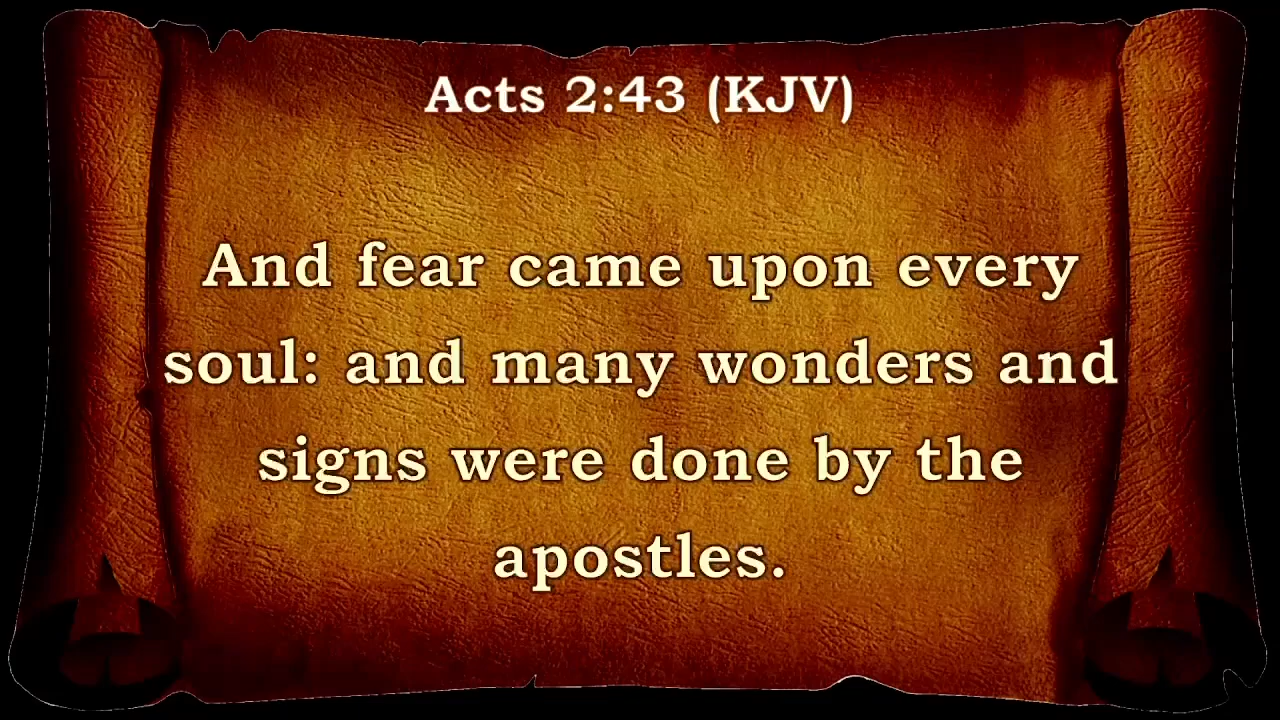 Acts 2:43 (KJV)
And fear came upon every
soul: and many wonders and
signs were done by the
apostles.